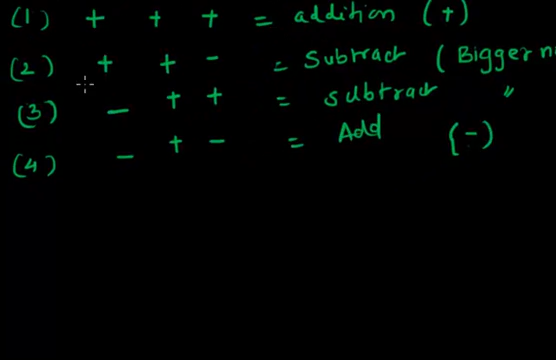 (1) + + + = addition (+)
(2) + + - = Subtract (Bigger
(3) - + + = subtract "
(4) - + - = Add (-)